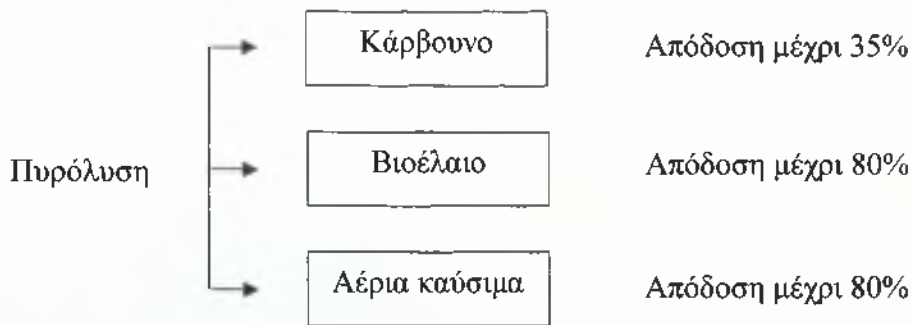 Κάρβουνο Απόδοση μέχρι 35%
Πυρόλυση Βιοέλαιο Απόδοση μέχρι 80%
Αέρια καύσιμα Απόδοση μέχρι 80%